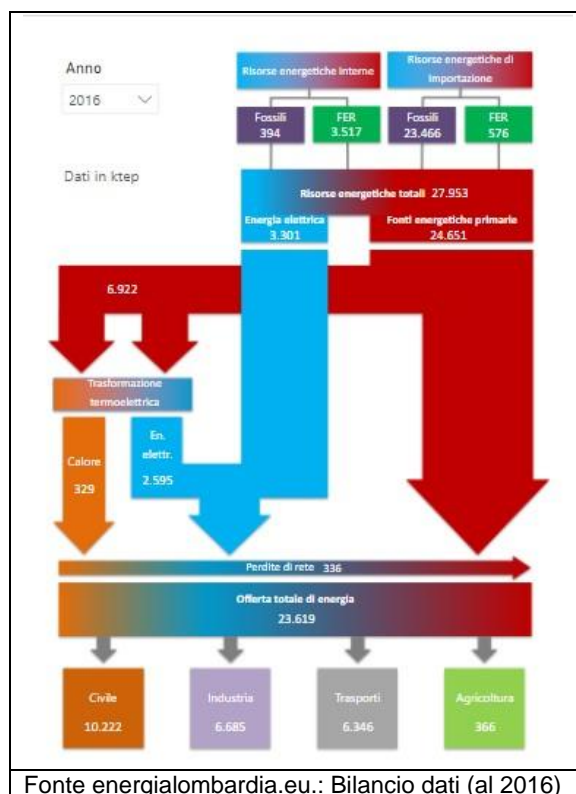 Anno
2016
Dati in ktep
Risorse energetiche interne
Risorse energetiche di
importazione
Fossili
394
FER
3.517
Fossili
23.466
FER
576
Risorse energetiche totali 27.953
Energia elettrica
3.301
Fonti energetiche primarie
24.651
6.922
Trasformazione
termoelettrica
Calore
329
En.
elettr.
2.595
Perdite di rete 336
Offerta totale di energia
23.619
Civile
10.222
Industria
6.685
Trasporti
6.346
Agricoltura
366
Fonte energialombardia.eu.: Bilancio dati (al 2016)